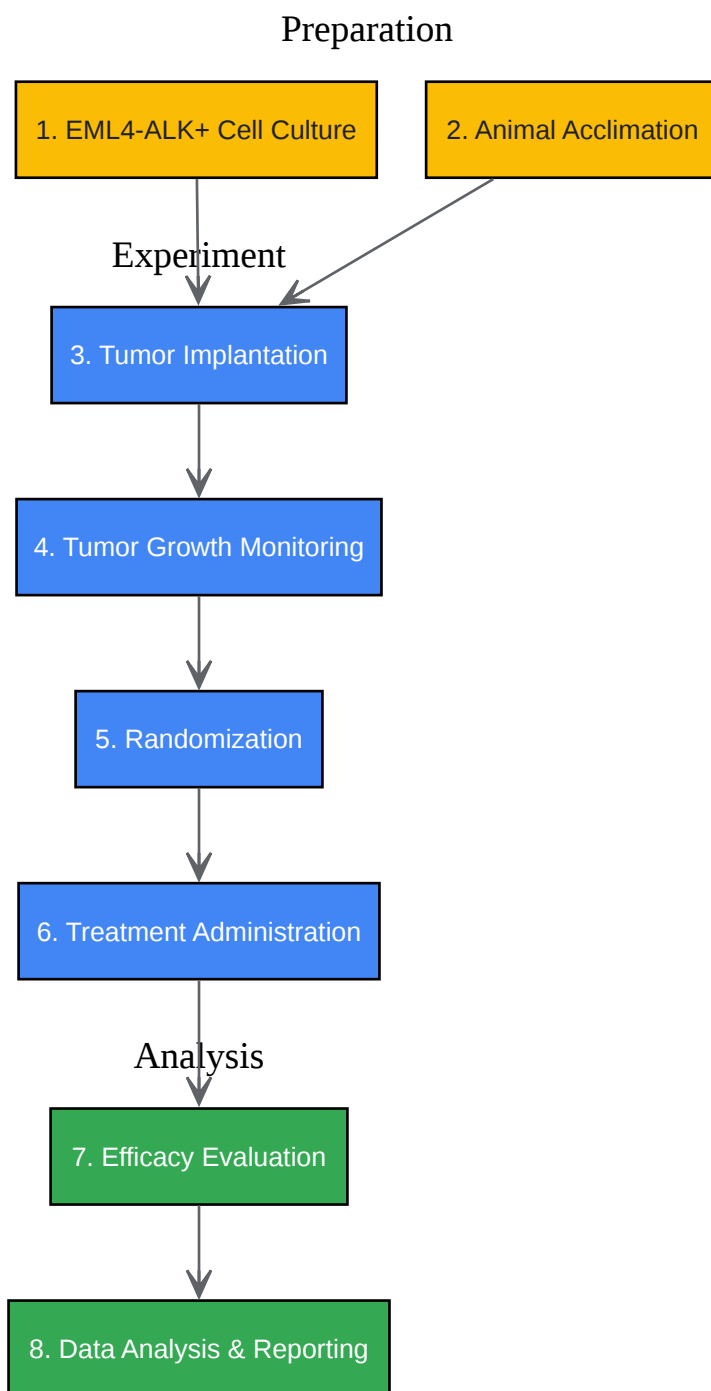 Preparation
1. EML4-ALK+ Cell Culture
2. Animal Acclimation
Experiment
3. Tumor Implantation
4. Tumor Growth Monitoring
5. Randomization
6. Treatment Administration
Analysis
7. Efficacy Evaluation
8. Data Analysis & Reporting